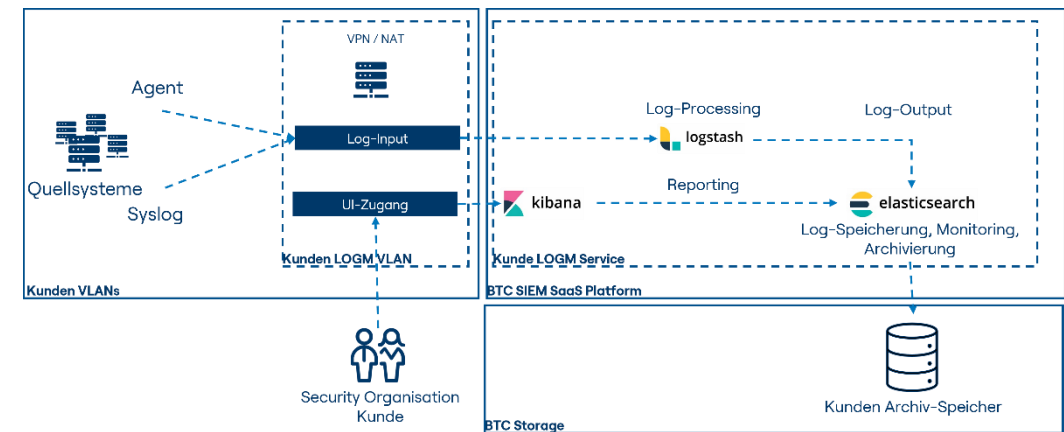 VPN / NAT
Agent
Log-Processing
Log-Output
Log-Input
logstash
Quellsysteme
Reporting
Syslog
UI-Zugang
kibana
elasticsearch
Log-Speicherung, Monitoring,
Archivierung
Kunden LOGM VLAN
Kunde LOGM Service
Kunden VLANs
BTC SIEM SaaS Platform
Security Organisation
Kunde
Kunden Archiv-Speicher
BTC Storage